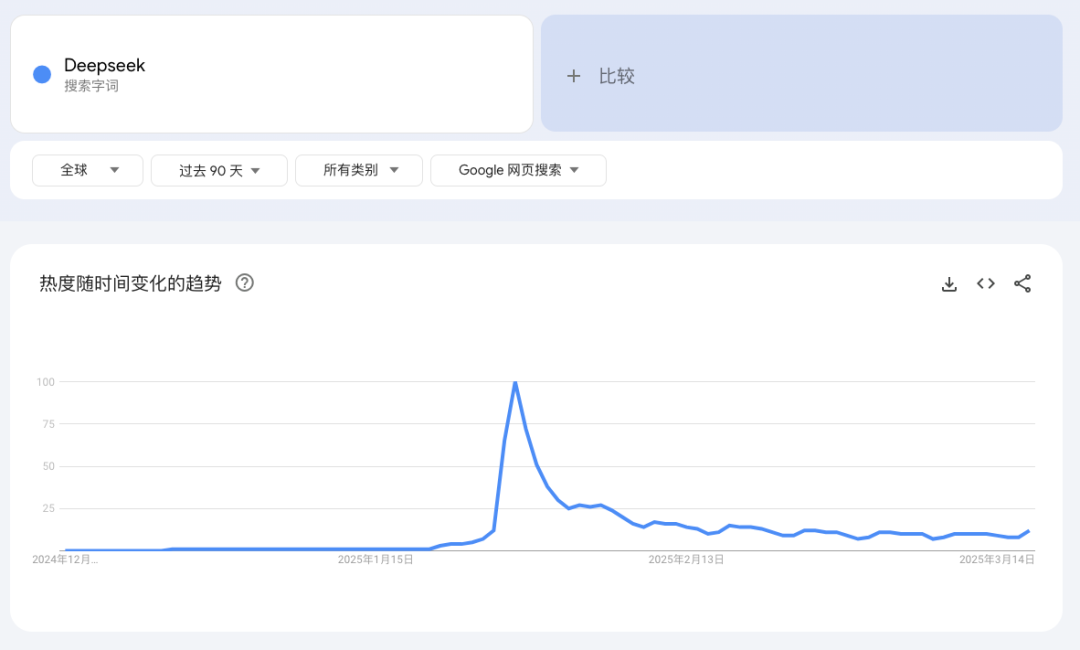 Deepseek
搜索字词
+ 比较
全球
过去 90 天
所有类别
Google 网页搜索
热度随时间变化的趋势
100
75
50
25
2024年12月...
2025年1月15日
2025年2月13日
2025年3月14日